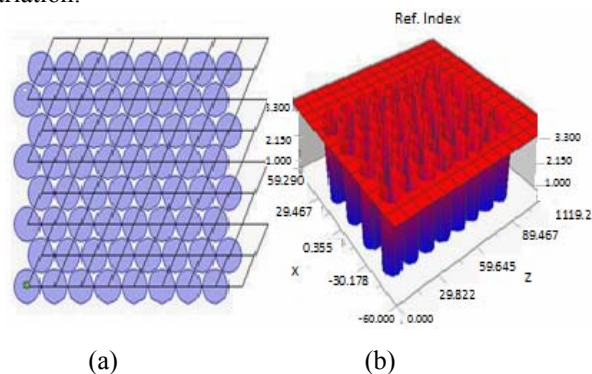 ariation.
Ref. Index
3.300
2.150
1.000
59.290
29.467
0.355
-30.178
-60.000
X
0.000
29.822
59.645
89.467
1119.2
Z
3.300
2.150
1.000
(a)
(b)